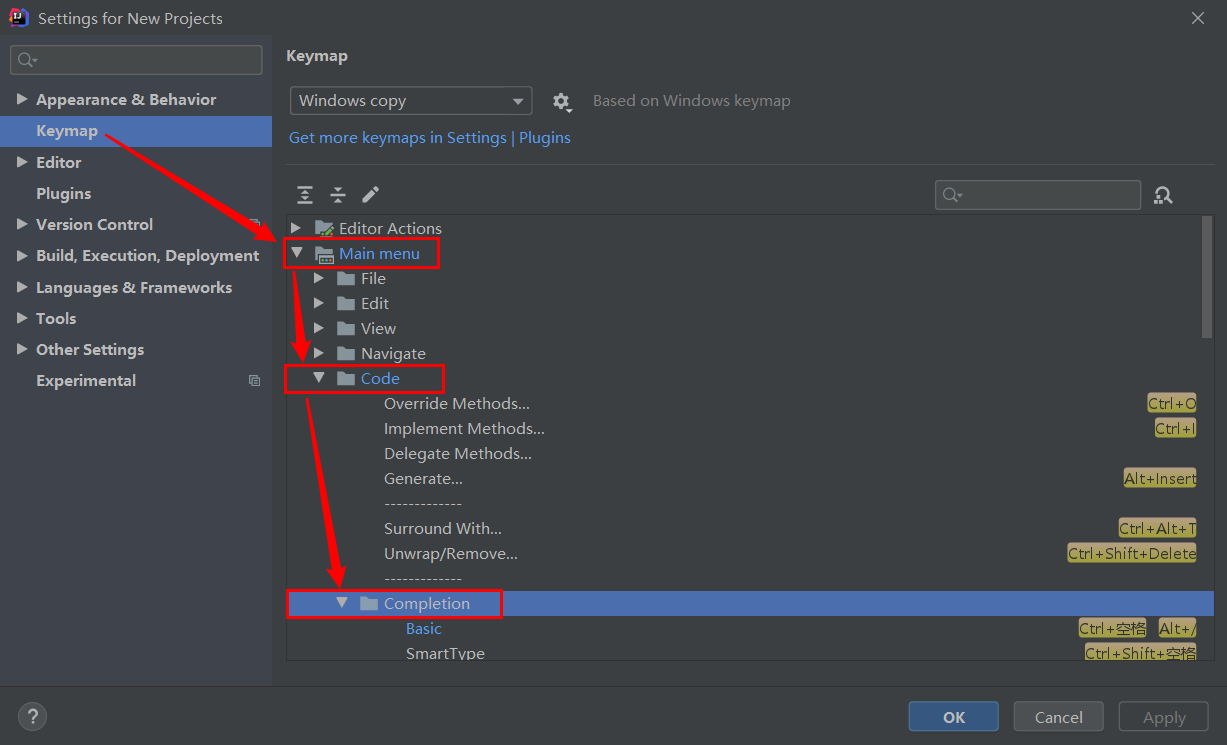 Settings for New Projects
Appearance & Behavior
Keymap
Editor
Plugins
Version Control
Build, Execution, Deployment
Languages & Frameworks
Tools
Other Settings
Experimental
Keymap
Windows copy
Based on Windows keymap
Get more keymaps in Settings | Plugins
Editor Actions
Main menu
File
Edit
View
Navigate
Code
Override Methods... Ctrl+O
Implement Methods... Ctrl+I
Delegate Methods...
Generate... Alt+Insert
-------------
Surround With... Ctrl+Alt+T
Unwrap/Remove... Ctrl+Shift+Delete
-------------
Completion
Basic Ctrl+空格 Alt+/
SmartType Ctrl+Shift+空格
?
OK
Cancel
Apply